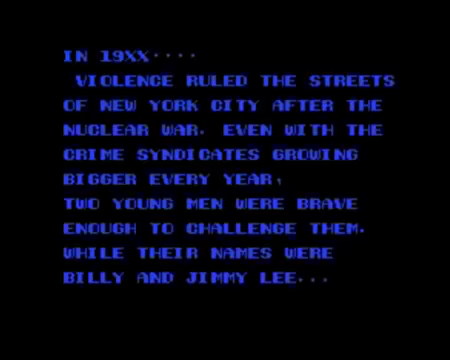 IN 19XX....
VIOLENCE RULED THE STREETS
OF NEW YORK CITY AFTER THE
NUCLEAR WAR. EVEN WITH THE
CRIME SYNDICATES GROWING
BIGGER EVERY YEAR,
TWO YOUNG MEN WERE BRAVE
ENOUGH TO CHALLENGE THEM.
WHILE THEIR NAMES WERE
BILLY AND JIMMY LEE...